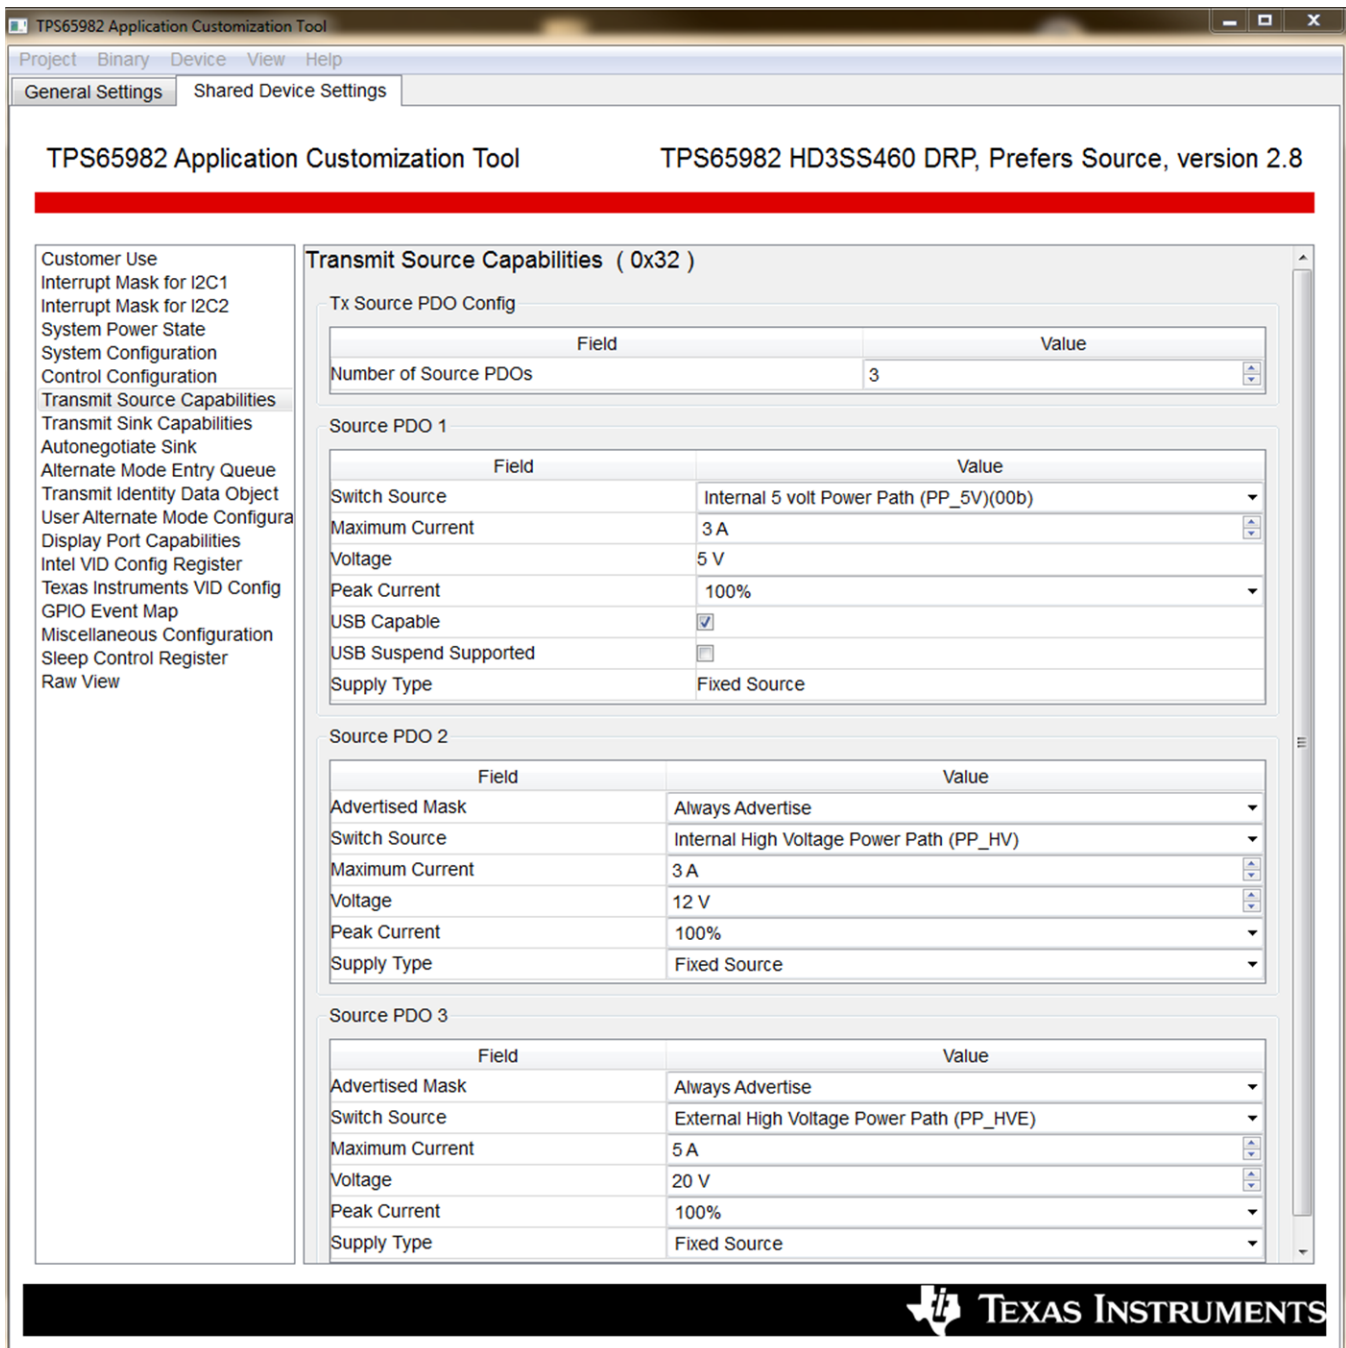 TPS65982 Application Customization Tool
Project Binary Device View Help
General Settings Shared Device Settings
TPS65982 Application Customization Tool TPS65982 HD3SS460 DRP, Prefers Source, version 2.8
Customer Use
Interrupt Mask for I2C1
Interrupt Mask for I2C2
System Power State
System Configuration
Control Configuration
Transmit Source Capabilities
Transmit Sink Capabilities
Autonegotiate Sink
Alternate Mode Entry Queue
Transmit Identity Data Object
User Alternate Mode Configura
Display Port Capabilities
Intel VID Config Register
Texas Instruments VID Config
GPIO Event Map
Miscellaneous Configuration
Sleep Control Register
Raw View
Transmit Source Capabilities ( 0x32 )
Tx Source PDO Config
Field Value
Number of Source PDOs 3
Source PDO 1
Field Value
Switch Source Internal 5 volt Power Path (PP_5V)(00b)
Maximum Current 3 A
Voltage 5 V
Peak Current 100%
USB Capable
USB Suspend Supported
Supply Type Fixed Source
Source PDO 2
Field Value
Advertised Mask Always Advertise
Switch Source Internal High Voltage Power Path (PP_HV)
Maximum Current 3 A
Voltage 12 V
Peak Current 100%
Supply Type Fixed Source
Source PDO 3
Field Value
Advertised Mask Always Advertise
Switch Source External High Voltage Power Path (PP_HVE)
Maximum Current 5 A
Voltage 20 V
Peak Current 100%
Supply Type Fixed Source
TEXAS INSTRUMENTS